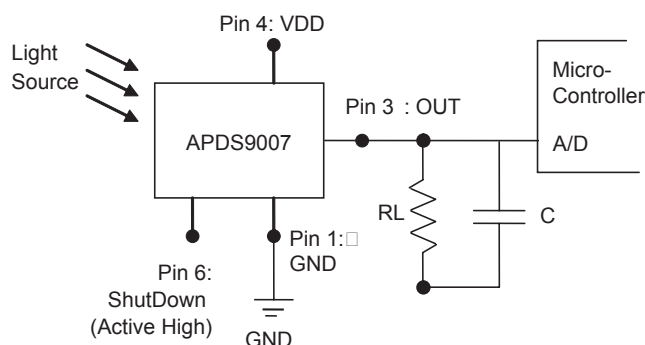 Pin 4: VDD
Light
Source
APDS9007
Pin 3 : OUT
Micro-
Controller
A/D
RL
C
Pin 1:□
GND
Pin 6:
ShutDown
(Active High)
GND